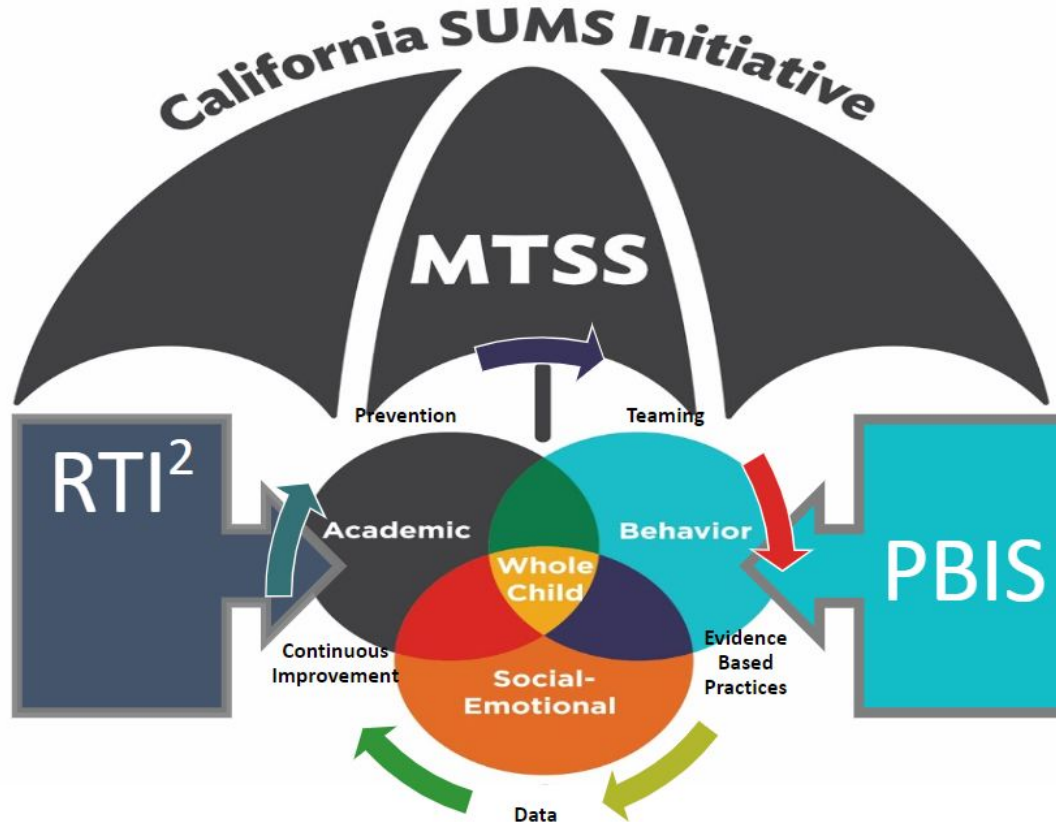 California SUMS Initiative
MTSS
Prevention
Teaming
RTI²
Academic
Behavior
PBIS
Whole
Child
Continuous
Improvement
Evidence
Based
Practices
Social-
Emotional
Data